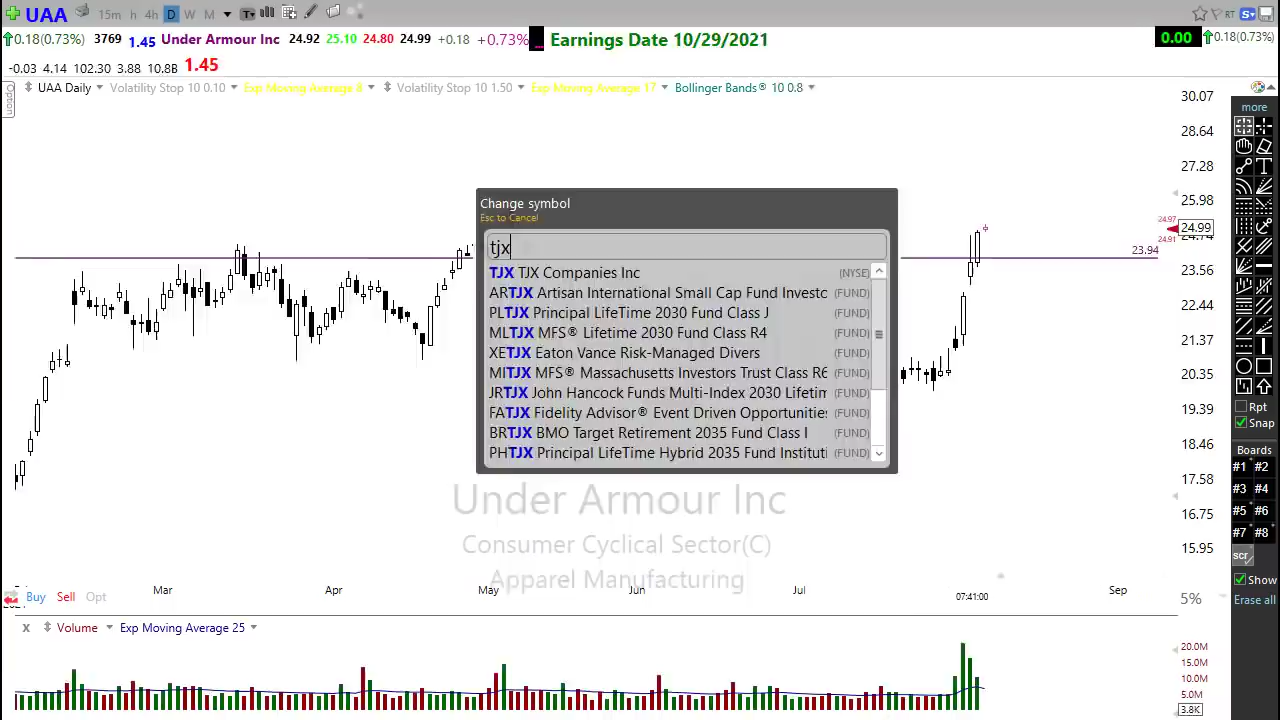 UAA 15m h 4h D W M T
RT S
0.18(0.73%) 3769 1.45 Under Armour Inc 24.92 25.10 24.80 24.99 +0.18 +0.73% Earnings Date 10/29/2021 0.00 0.18(0.73%)
-0.03 4.14 102.30 3.88 10.8B 1.45
Option
UAA Daily Volatility Stop 10 0.10 Exp Moving Average 8 Volatility Stop 10 1.50 Exp Moving Average 17 Bollinger Bands® 10 0.8
30.07
28.64
27.28
25.98
24.97
24.99
24.91
24.74
23.94
23.56
22.44
21.37
20.35
19.39
18.46
17.58
16.75
15.95
Change symbol
Esc to Cancel
tjx
TJX TJX Companies Inc (NYSE)
ARTJX Artisan International Small Cap Fund Investo (FUND)
PLTJX Principal LifeTime 2030 Fund Class J (FUND)
MLTJX MFS® Lifetime 2030 Fund Class R4 (FUND)
XETJX Eaton Vance Risk-Managed Divers (FUND)
MITJX MFS® Massachusetts Investors Trust Class R6 (FUND)
JRTJX John Hancock Funds Multi-Index 2030 Lifetim (FUND)
FATJX Fidelity Advisor® Event Driven Opportunities (FUND)
BRTJX BMO Target Retirement 2035 Fund Class I (FUND)
PHTJX Principal LifeTime Hybrid 2035 Fund Instituti (FUND)
Under Armour Inc
Consumer Cyclical Sector(C)
Apparel Manufacturing
Mar Apr May Jun Jul 07:41:00 Sep
Buy Sell Opt 5%
X Volume Exp Moving Average 25
20.0M
15.0M
10.0M
5.0M
3.8K
more
T
Rpt
Snap
Boards
#1 #2
#3 #4
#5 #6
#7 #8
scr
Show
Erase all